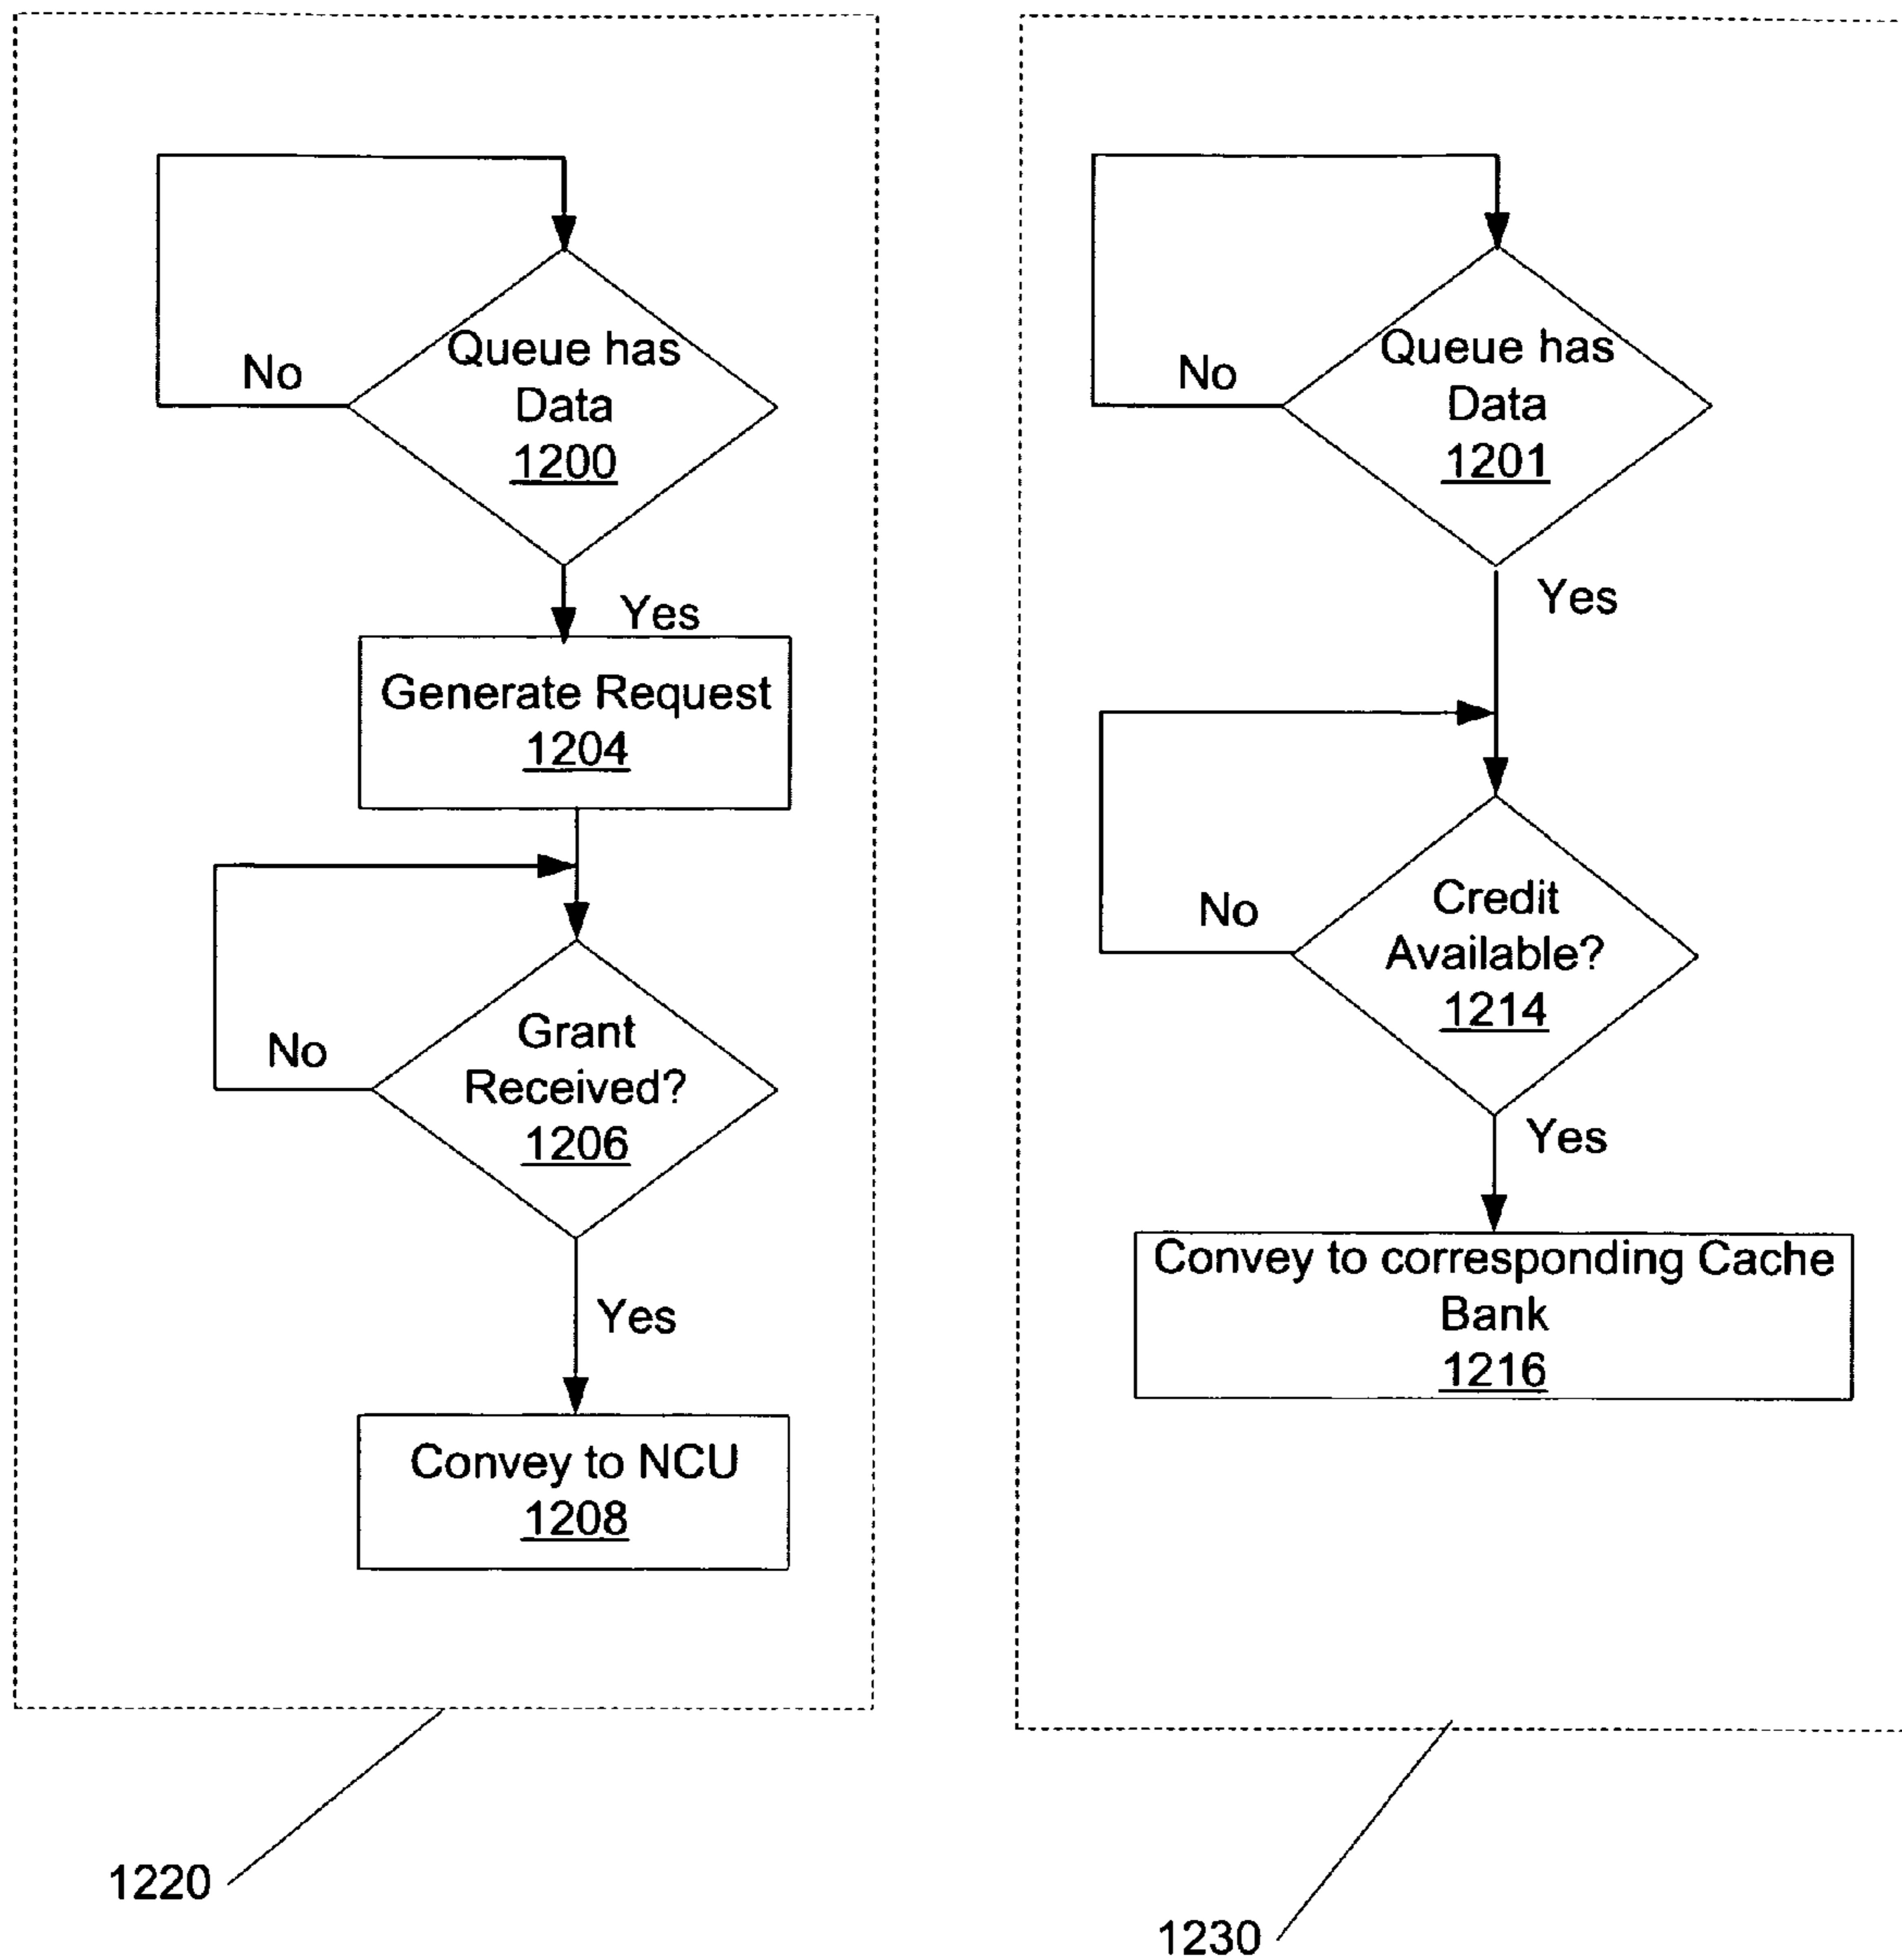 Queue has
Data
1200
No
Yes
Generate Request
1204
Grant
Received?
1206
No
Yes
Convey to NCU
1208
1220
Queue has
Data
1201
No
Yes
Credit
Available?
1214
No
Yes
Convey to corresponding Cache
Bank
1216
1230